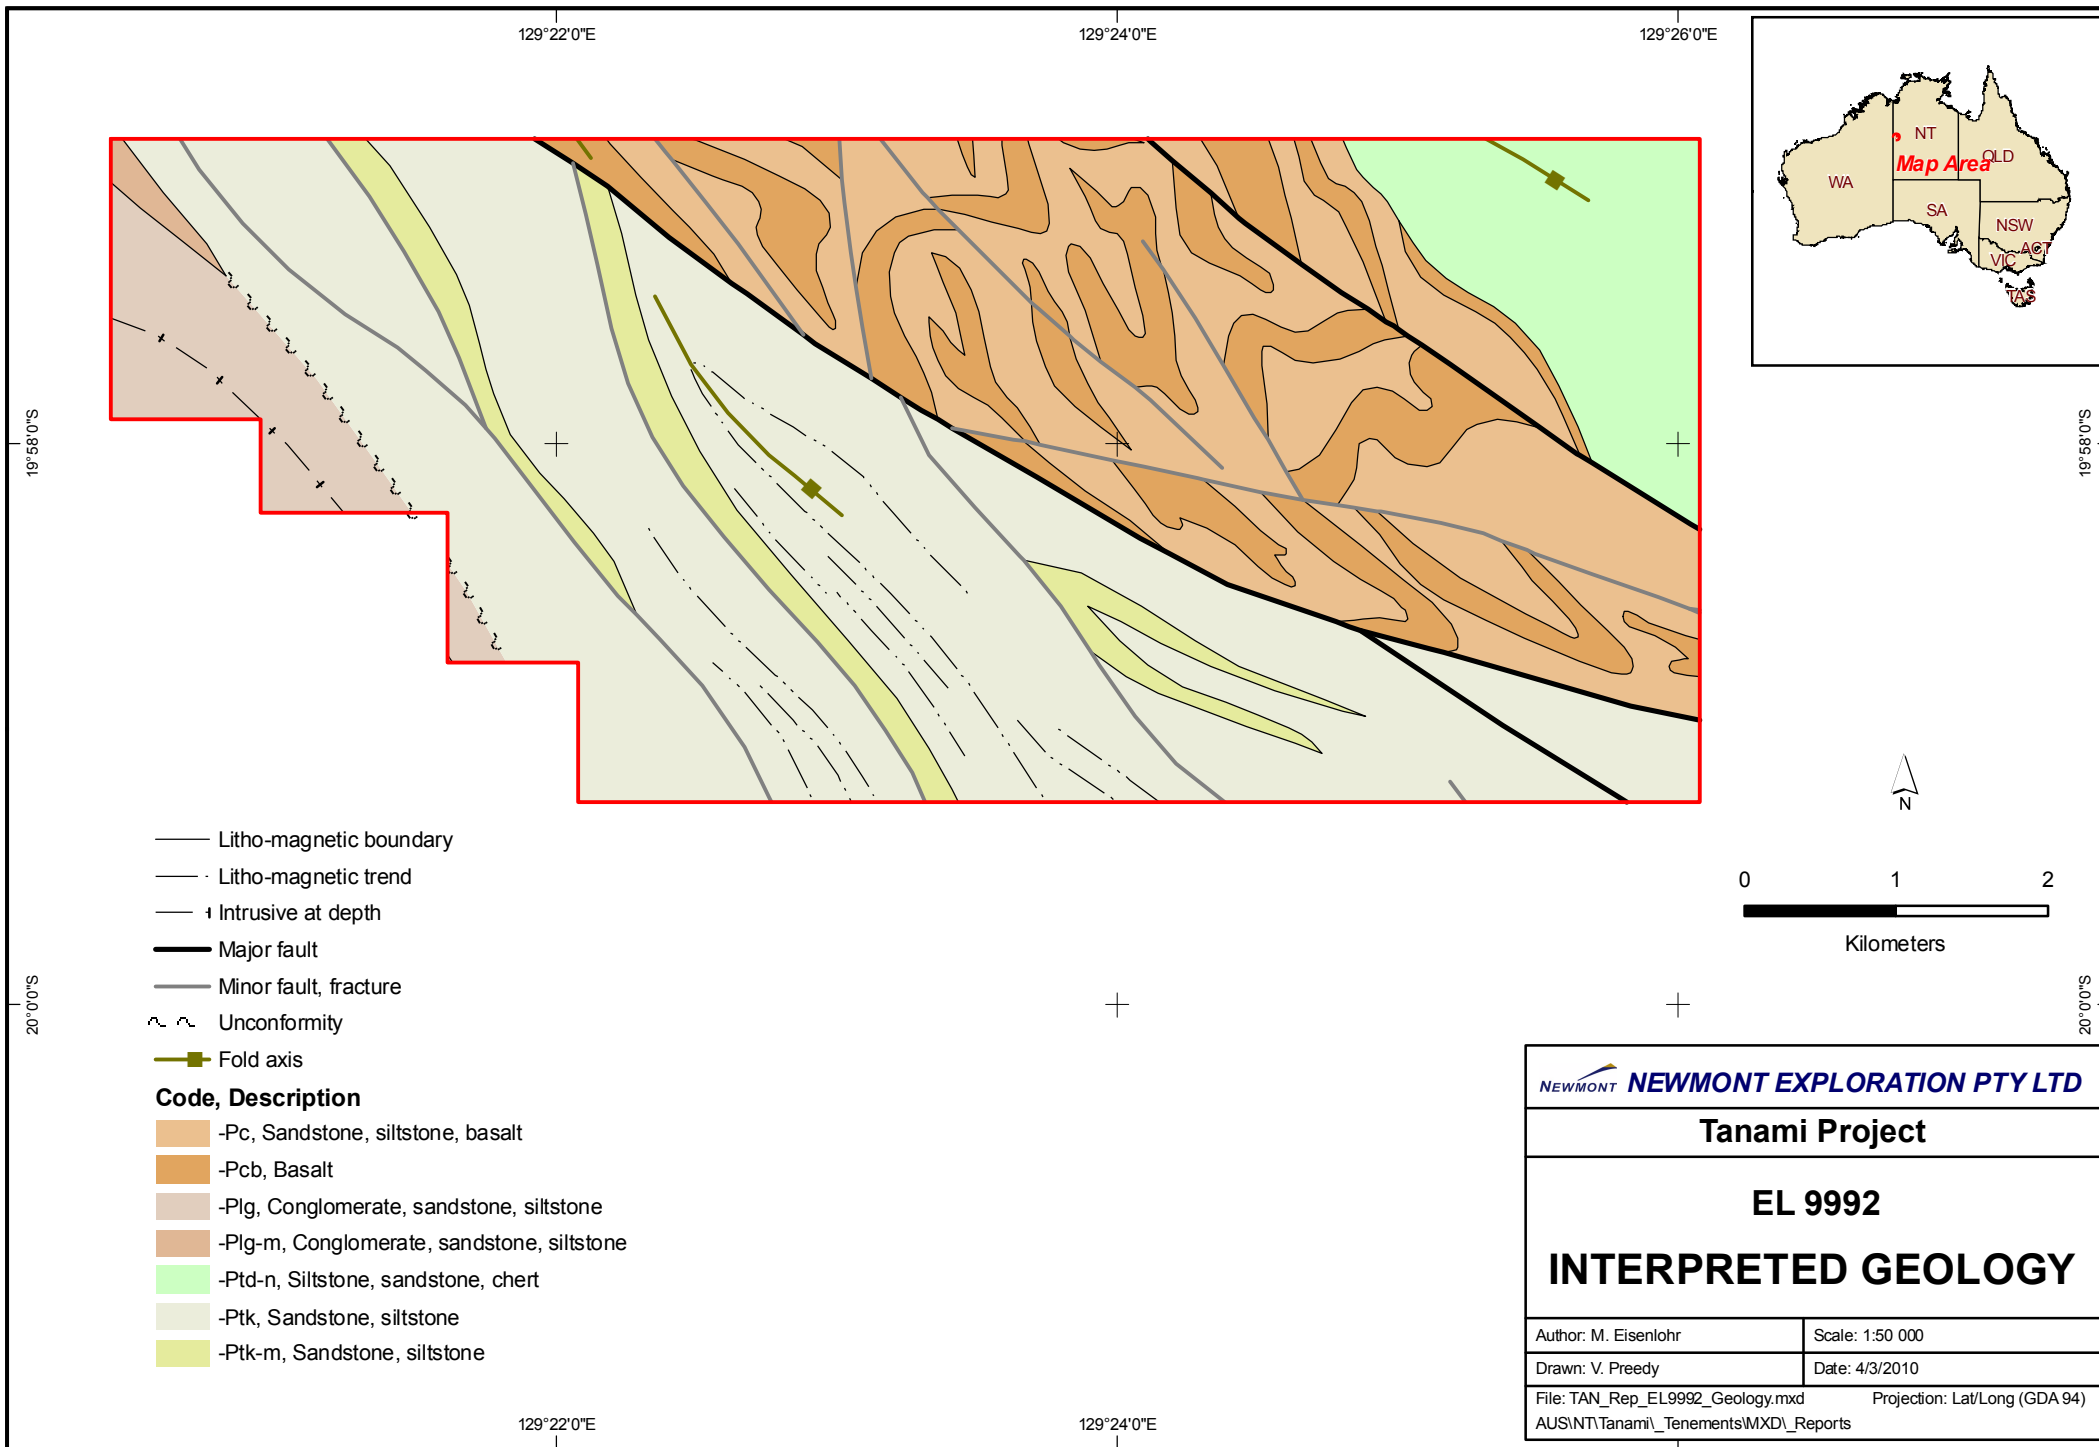 129°22'0"E
129°24'0"E
129°26'0"E
WA
NT
Map Area
QLD
SA
NSW
ACT
VIC
TAS
19°58'0"S
19°58'0"S
N
0 1 2
Kilometers
20°0'0"S
20°0'0"S
Litho-magnetic boundary
Litho-magnetic trend
Intrusive at depth
Major fault
Minor fault, fracture
Unconformity
Fold axis
Code, Description
-Pc, Sandstone, siltstone, basalt
-Pcb, Basalt
-Plg, Conglomerate, sandstone, siltstone
-Plg-m, Conglomerate, sandstone, siltstone
-Ptd-n, Siltstone, sandstone, chert
-Ptk, Sandstone, siltstone
-Ptk-m, Sandstone, siltstone
NEWMONT NEWMONT EXPLORATION PTY LTD
Tanami Project
EL 9992
INTERPRETED GEOLOGY
Author: M. Eisenlohr Scale: 1:50 000
Drawn: V. Preedy Date: 4/3/2010
File: TAN_Rep_EL9992_Geology.mxd Projection: Lat/Long (GDA 94)
AUS\NT\Tanami\_Tenements\MXD\_Reports
129°22'0"E
129°24'0"E